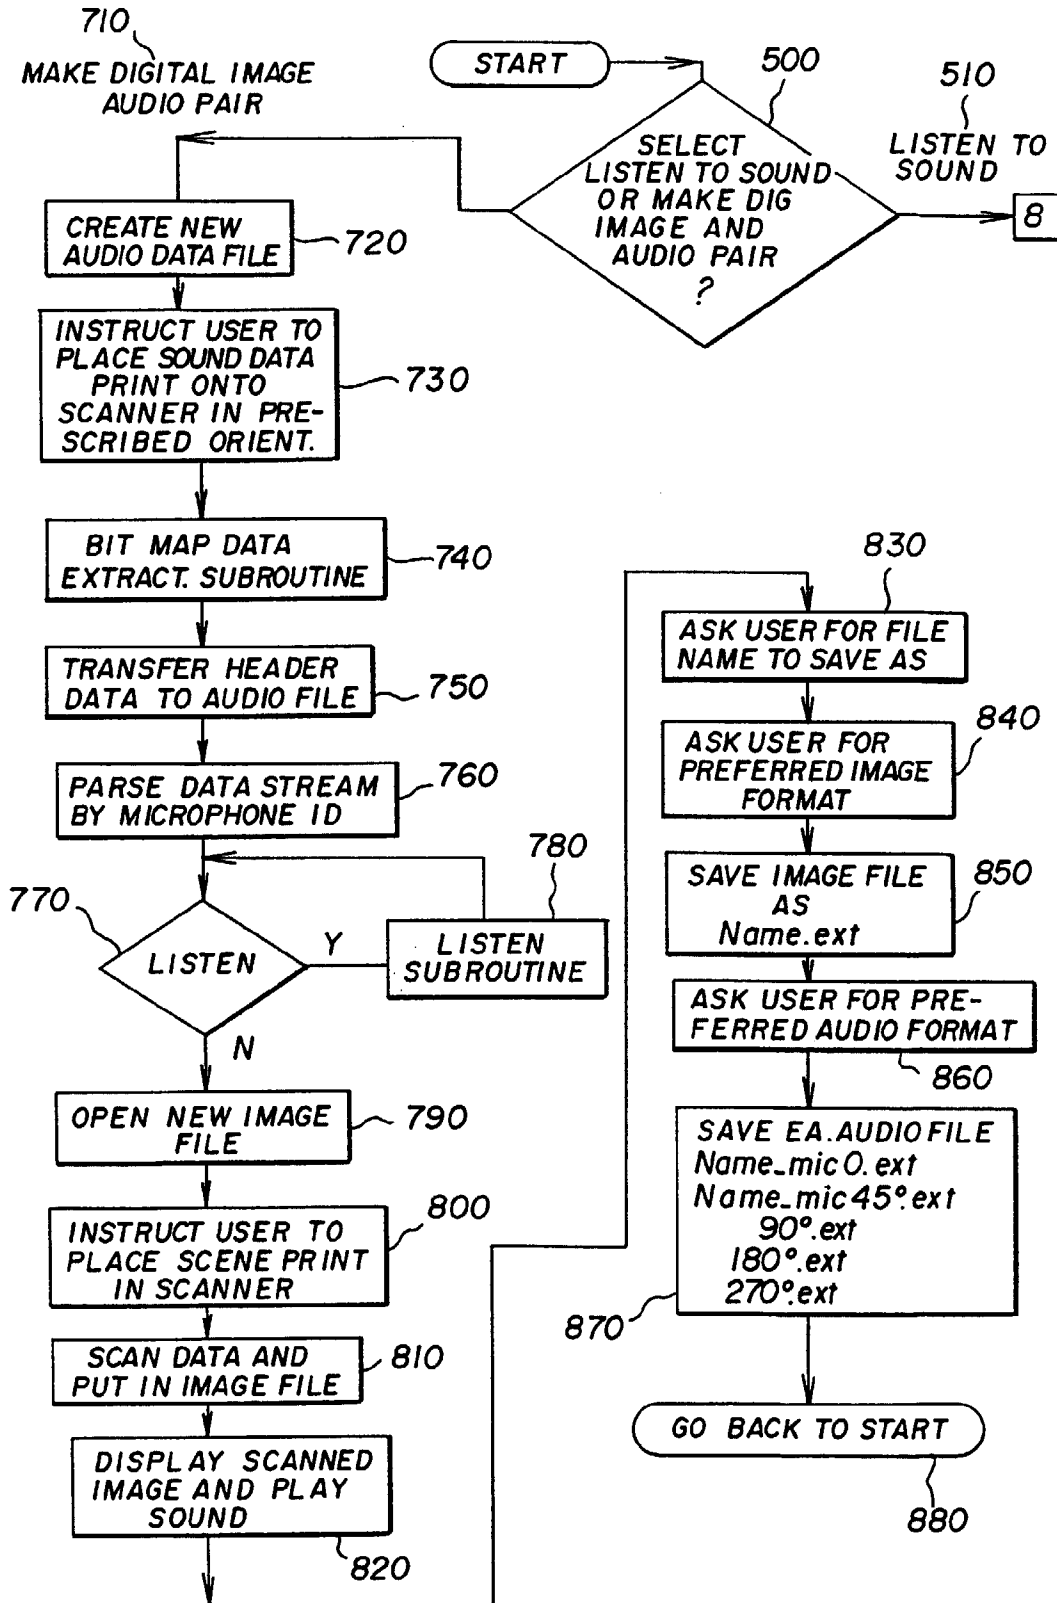 710
MAKE DIGITAL IMAGE
AUDIO PAIR
START
500
SELECT
LISTEN TO SOUND
OR MAKE DIG
IMAGE AND
AUDIO PAIR
?
510
LISTEN TO
SOUND
8
CREATE NEW
AUDIO DATA FILE
720
INSTRUCT USER TO
PLACE SOUND DATA
PRINT ONTO
SCANNER IN PRE-
SCRIBED ORIENT.
730
BIT MAP DATA
EXTRACT. SUBROUTINE
740
TRANSFER HEADER
DATA TO AUDIO FILE
750
PARSE DATA STREAM
BY MICROPHONE ID
760
770
LISTEN
Y
780
LISTEN
SUBROUTINE
N
OPEN NEW IMAGE
FILE
790
INSTRUCT USER TO
PLACE SCENE PRINT
IN SCANNER
800
SCAN DATA AND
PUT IN IMAGE FILE
810
DISPLAY SCANNED
IMAGE AND PLAY
SOUND
820
830
ASK USER FOR FILE
NAME TO SAVE AS
840
ASK USER FOR
PREFERRED IMAGE
FORMAT
SAVE IMAGE FILE
AS
Name.ext
850
ASK USER FOR PRE-
FERRED AUDIO FORMAT
860
SAVE EA. AUDIO FILE
Name_mic0.ext
Name_mic45°.ext
90°.ext
180°.ext
270°.ext
870
GO BACK TO START
880